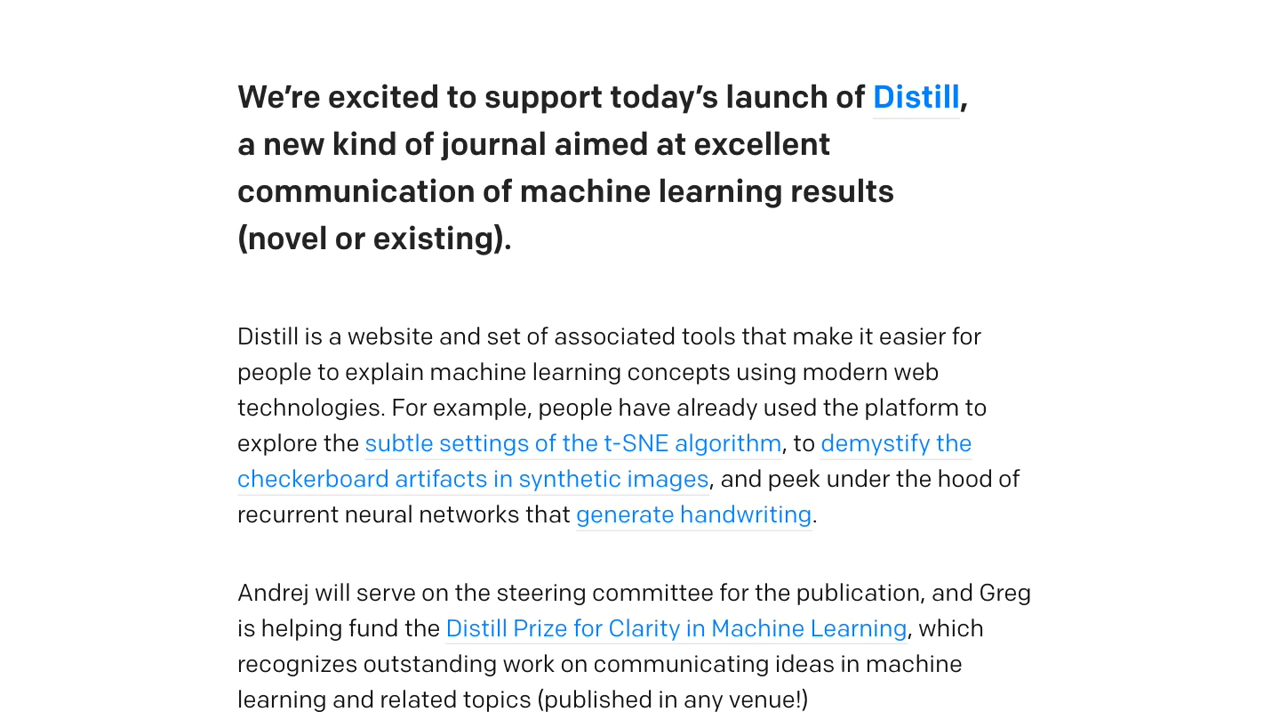 We’re excited to support today’s launch of Distill,
a new kind of journal aimed at excellent
communication of machine learning results
(novel or existing).
Distill is a website and set of associated tools that make it easier for
people to explain machine learning concepts using modern web
technologies. For example, people have already used the platform to
explore the subtle settings of the t-SNE algorithm, to demystify the
checkerboard artifacts in synthetic images, and peek under the hood of
recurrent neural networks that generate handwriting.
Andrej will serve on the steering committee for the publication, and Greg
is helping fund the Distill Prize for Clarity in Machine Learning, which
recognizes outstanding work on communicating ideas in machine
learning and related topics (published in any venue!)